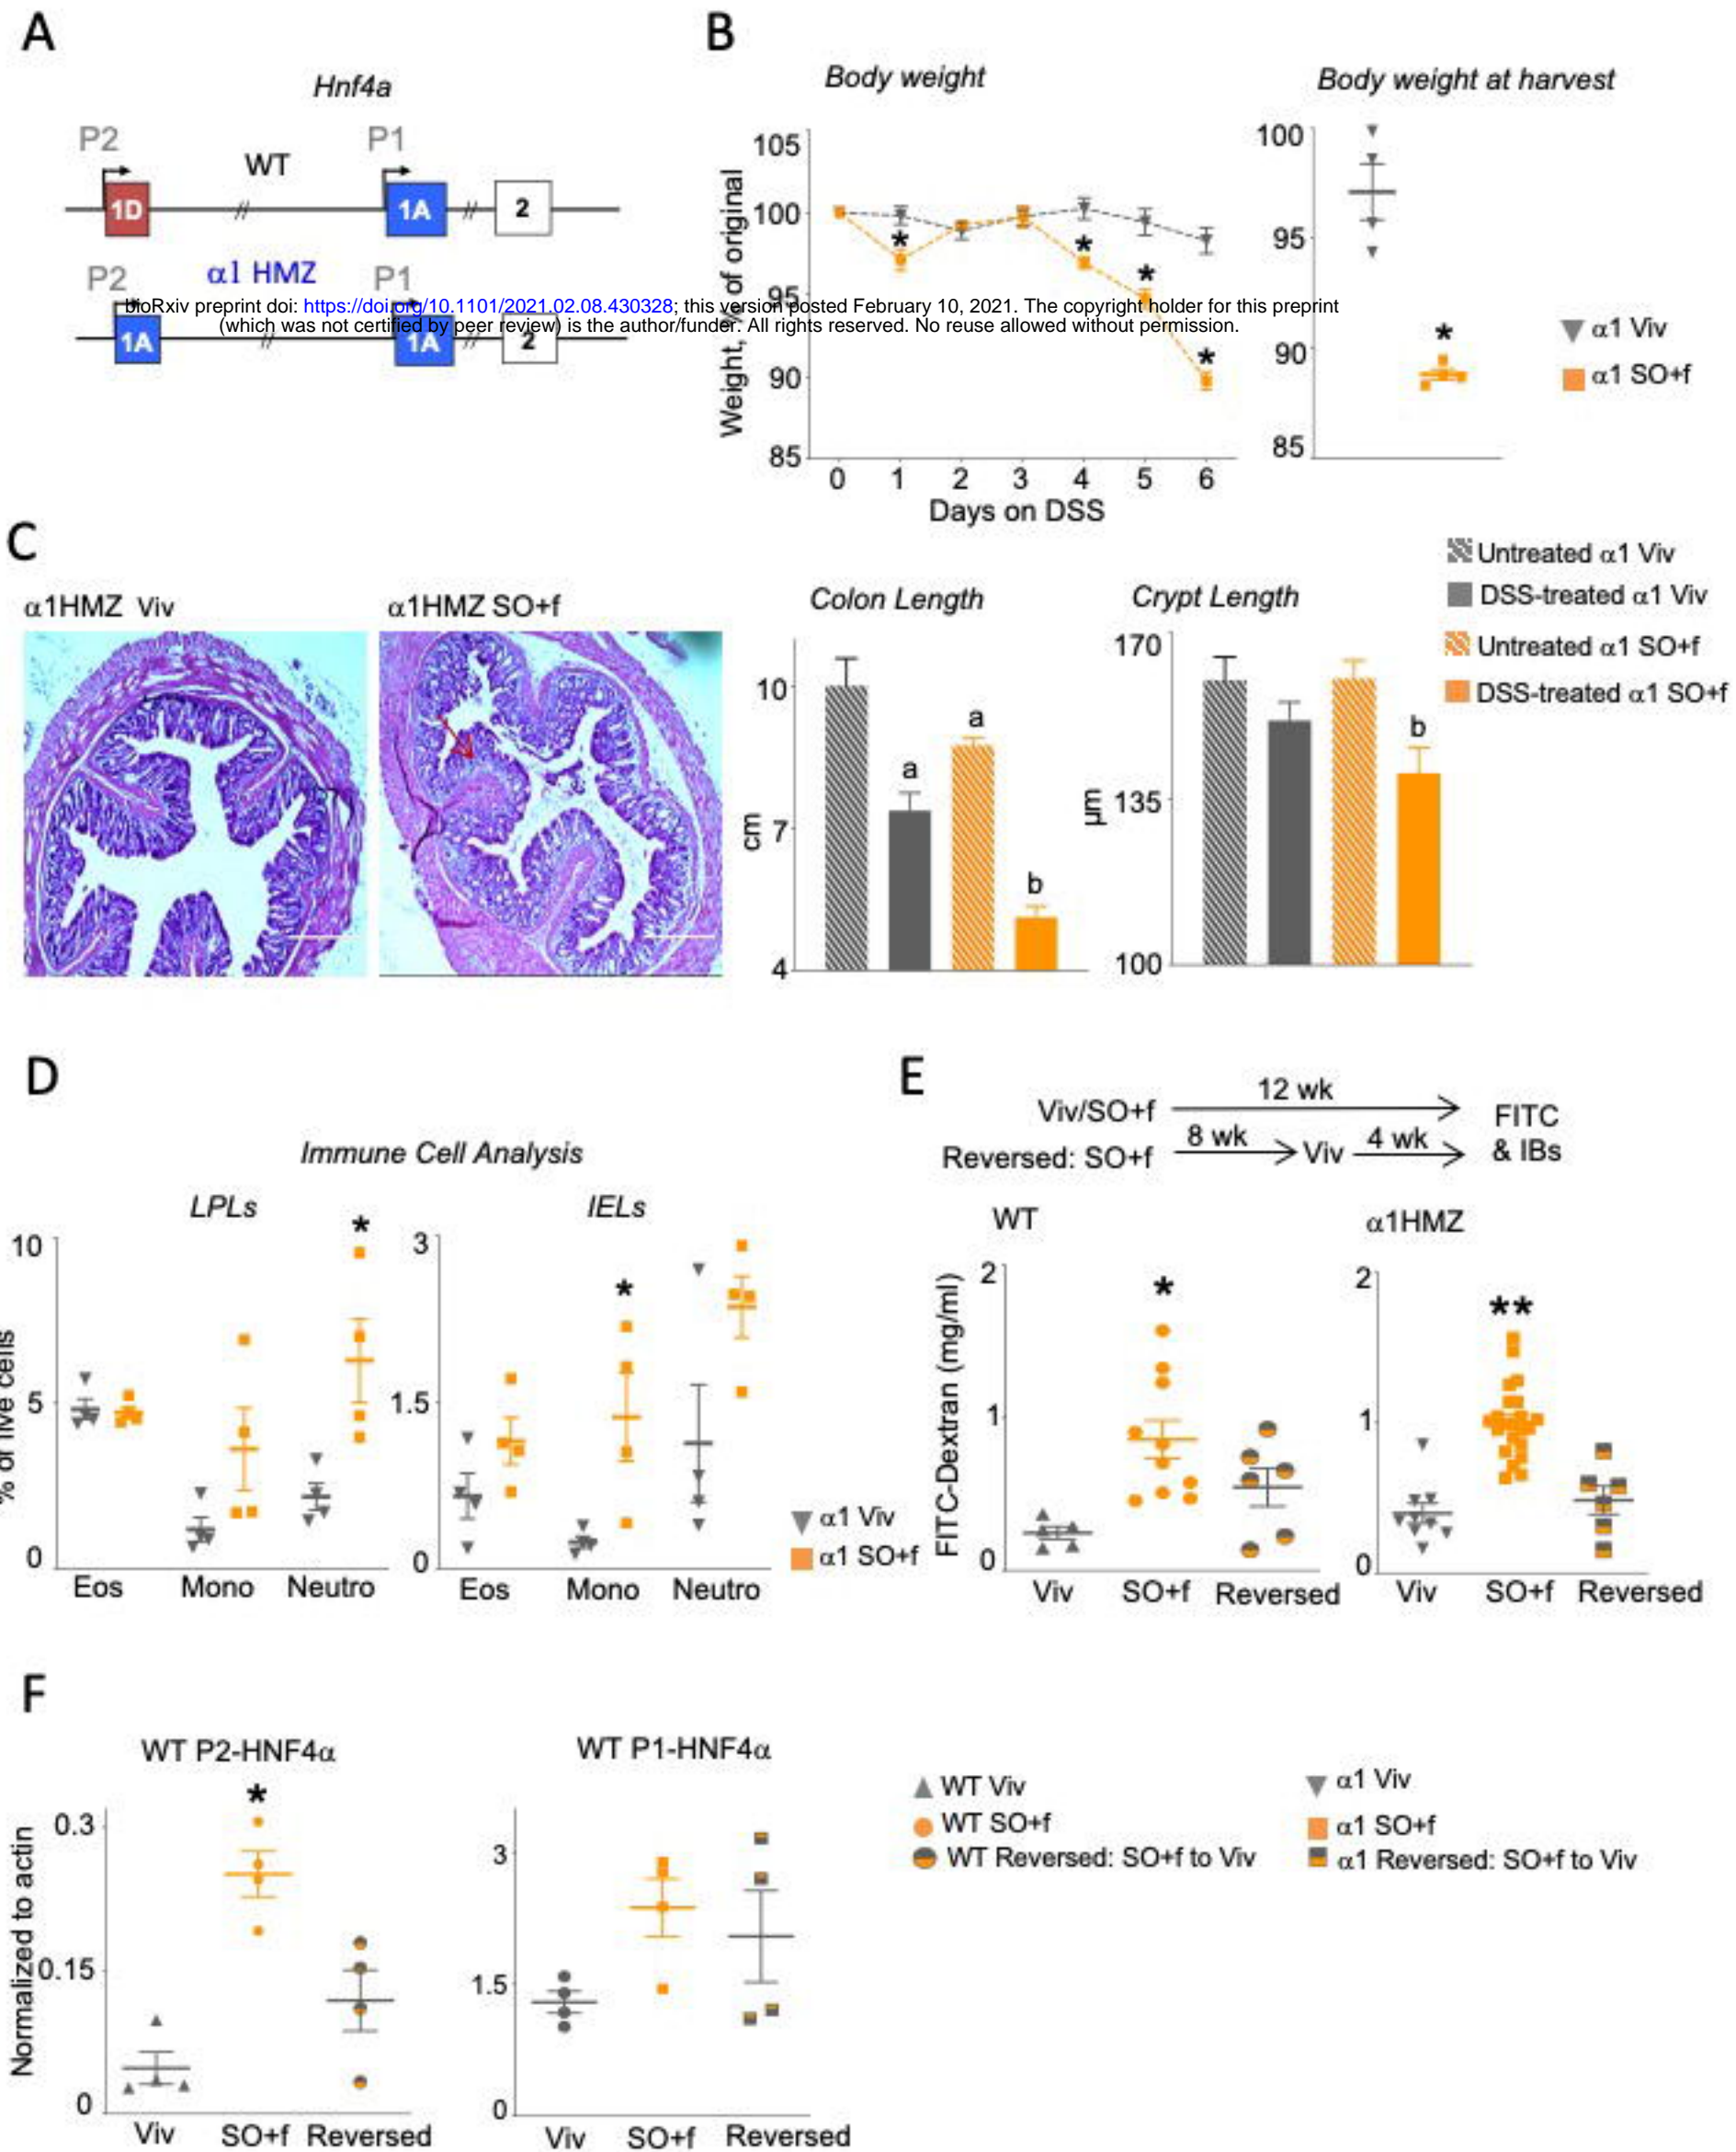 A
Hnf4a
P2
WT
P1
1D
1A
2
P2
α1 HMZ
P1
1A
1A
2
bioRxiv preprint doi: https://doi.org/10.1101/2021.02.08.430328; this version posted February 10, 2021. The copyright holder for this preprint
(which was not certified by peer review) is the author/funder. All rights reserved. No reuse allowed without permission.
B
Body weight
Weight, % of original
105
100
95
90
85
* * * *
0 1 2 3 4 5 6
Days on DSS
Body weight at harvest
100
95
90
85
*
α1 Viv
α1 SO+f
C
α1HMZ Viv
α1HMZ SO+f
Colon Length
cm
10
7
4
a
a
b
Crypt Length
µm
170
135
100
b
Untreated α1 Viv
DSS-treated α1 Viv
Untreated α1 SO+f
DSS-treated α1 SO+f
D
Immune Cell Analysis
LPLs
% of live cells
10
5
0
*
Eos Mono Neutro
IELs
3
1.5
0
*
Eos Mono Neutro
α1 Viv
α1 SO+f
E
Viv/SO+f 12 wk
Reversed: SO+f 8 wk Viv 4 wk
FITC
& IBs
WT
FITC-Dextran (mg/ml)
2
1
0
*
Viv SO+f Reversed
α1HMZ
2
1
0
**
Viv SO+f Reversed
F
WT P2-HNF4α
Normalized to actin
0.3
0.15
0
*
Viv SO+f Reversed
WT P1-HNF4α
3
1.5
0
Viv SO+f Reversed
WT Viv
WT SO+f
WT Reversed: SO+f to Viv
α1 Viv
α1 SO+f
α1 Reversed: SO+f to Viv